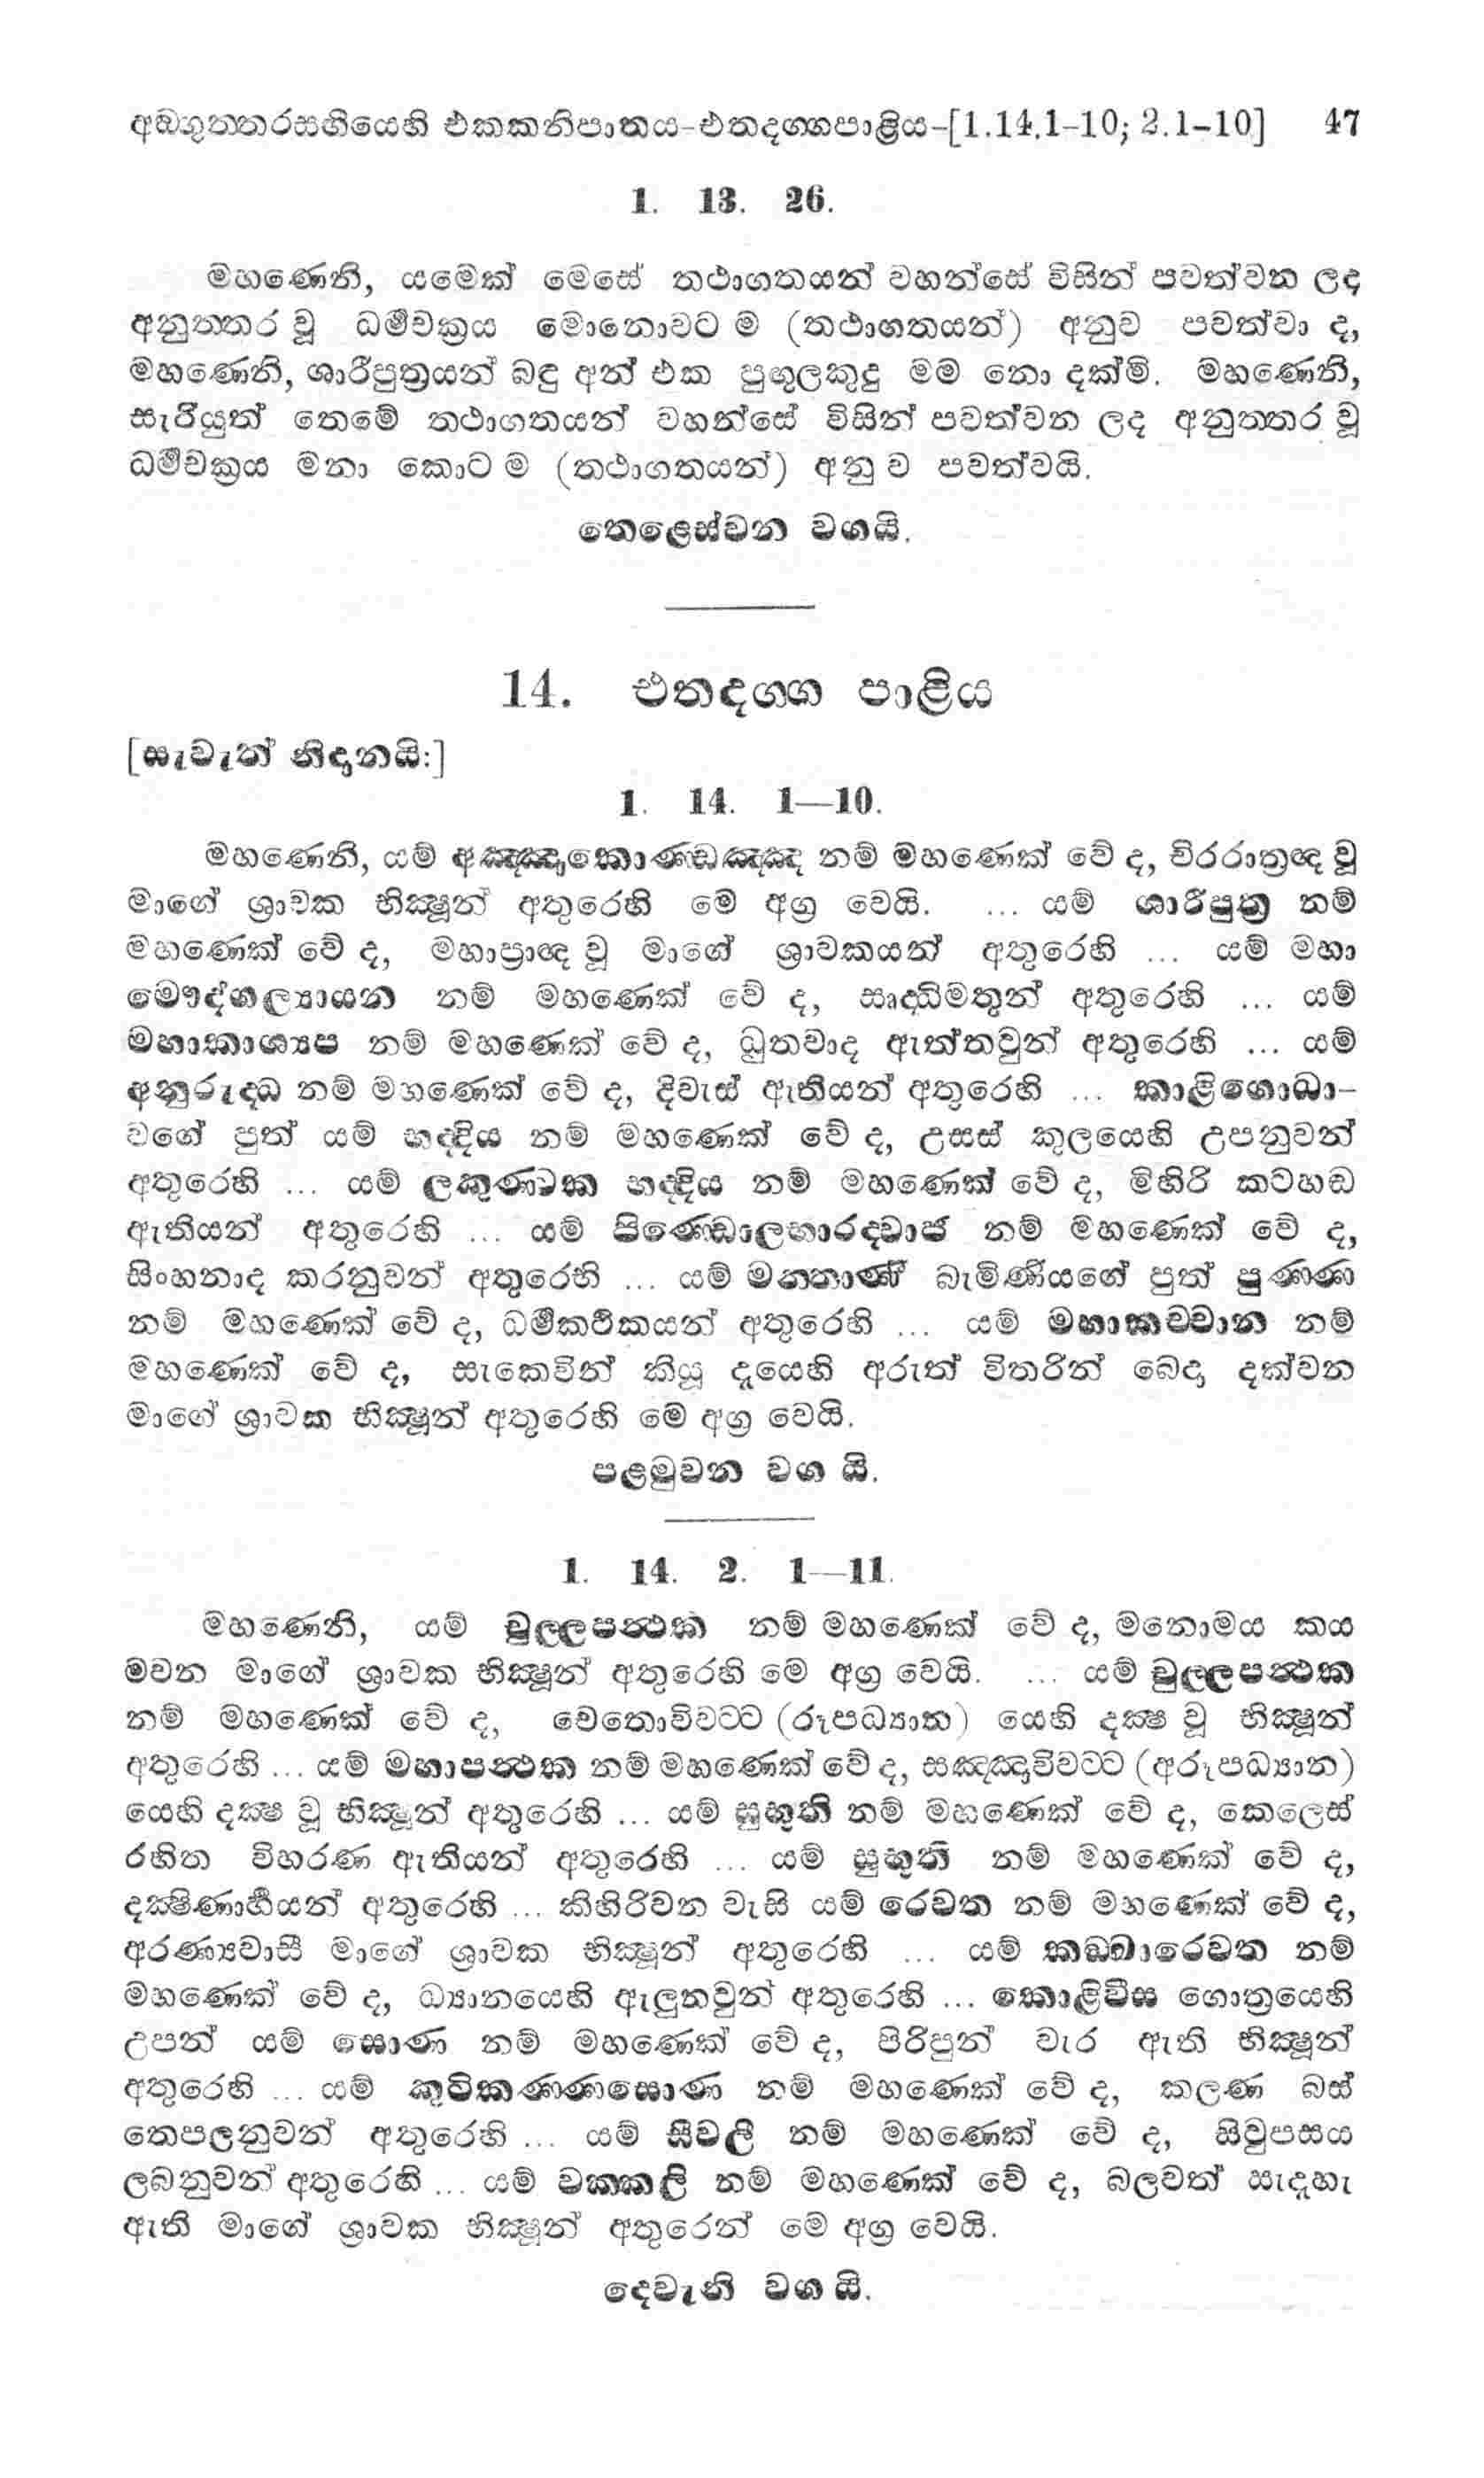 අඞගුත්තරසඟියෙහි එකකනිපාතය-එතදග්ගපාළිය-[1.14.1-10; 2.1-10] 47
1. 13. 26.
මහණෙනි, යමෙක් මෙසේ තථාගතයන් වහන්සේ විසින් පවත්වන ලද
අනුත්තර වූ ධර්මචක්‍රය මොනොවට ම (තථාගතයන්) අනුව පවත්වා ද,
මහණෙනි, ශාරීපුත්‍රයන් බඳු අන් එක පුඟුලකුදු මම නො දක්මි. මහණෙනි,
සැරියුත් තෙමේ තථාගතයන් වහන්සේ විසින් පවත්වන ලද අනුත්තර වූ
ධර්මචක්‍රය මනා කොට ම (තථාගතයන්) අනු ව පවත්වයි.
තෙළෙස්වන වගයි.
14. එතදග්ග පාළිය
[සැවැත් නිදානයි:]
1. 14. 1—10.
මහණෙනි, යම් අඤ්ඤාකොණ්ඩඤ්ඤ නම් මහණෙක් වේ ද, චිරරාත්‍රඥ වූ
මාගේ ශ්‍රාවක භික්‍ෂූන් අතුරෙහි මේ අග්‍ර වෙයි. ... යම් ශාරීපුත්‍ර නම්
මහණෙක් වේ ද, මහාප්‍රාඥ වූ මාගේ ශ්‍රාවකයන් අතුරෙහි ... යම් මහා
මෞද්ගල්‍යායන නම් මහණෙක් වේ ද, සෘද්ධිමතුන් අතුරෙහි ... යම්
මහාකාශ්‍යප නම් මහණෙක් වේ ද, ධුතවාද ඇත්තවුන් අතුරෙහි ... යම්
අනුරුද්ධ නම් මහණෙක් වේ ද, දිවැස් ඇතියන් අතුරෙහි ... කාළිගොධා-
වගේ පුත් යම් භද්දිය නම් මහණෙක් වේ ද, උසස් කුලයෙහි උපනුවන්
අතුරෙහි ... යම් ලකුණ්ටක භද්දිය නම් මහණෙක් වේ ද, මිහිරි කටහඬ
ඇතියන් අතුරෙහි ... යම් පිණ්ඩොලභාරද්වාජ නම් මහණෙක් වේ ද,
සිංහනාද කරනුවන් අතුරෙහි ... යම් මන්තාණි බැමිණියගේ පුත් පුණ්ණ
නම් මහණෙක් වේ ද, ධර්මකථිකයන් අතුරෙහි ... යම් මහාකච්චාන නම්
මහණෙක් වේ ද, සැකෙවින් කියූ දෑයෙහි අරුත් විතරින් බෙදා දක්වන
මාගේ ශ්‍රාවක භික්‍ෂූන් අතුරෙහි මේ අග්‍ර වෙයි.
පළමුවන වග යි.
1. 14. 2. 1—11.
මහණෙනි, යම් චුල්ලපන්ථක නම් මහණෙක් වේ ද, මනොමය කය
මවන මාගේ ශ්‍රාවක භික්‍ෂූන් අතුරෙහි මේ අග්‍ර වෙයි. ... යම් චුල්ලපන්ථක
නම් මහණෙක් වේ ද, චෙතොවිවට්ට (රූපධ්‍යාන) යෙහි දක්‍ෂ වූ භික්‍ෂූන්
අතුරෙහි ... යම් මහාපන්ථක නම් මහණෙක් වේ ද, සඤ්ඤාවිවට්ට (අරූපධ්‍යාන)
යෙහි දක්‍ෂ වූ භික්‍ෂූන් අතුරෙහි ... යම් සුභූති නම් මහණෙක් වේ ද, කෙලෙස්
රහිත විහරණ ඇතියන් අතුරෙහි ... යම් සුභූති නම් මහණෙක් වේ ද,
දක්‍ෂිණාර්හයන් අතුරෙහි ... කිහිරිවන වැසි යම් රෙවත නම් මහණෙක් වේ ද,
අරණ්‍යවාසී මාගේ ශ්‍රාවක භික්‍ෂූන් අතුරෙහි ... යම් කඞ්ඛාරෙවත නම්
මහණෙක් වේ ද, ධ්‍යානයෙහි ඇලුනවුන් අතුරෙහි ... කොළිවීස ගොත්‍රයෙහි
උපන් යම් සොණ නම් මහණෙක් වේ ද, පිරිපුන් වැර ඇති භික්‍ෂූන්
අතුරෙහි ... යම් කුටිකණ්ණසොණ නම් මහණෙක් වේ ද, කලණ බස්
තෙපලනුවන් අතුරෙහි ... යම් සීවලී නම් මහණෙක් වේ ද, සිවුපසය
ලබනුවන් අතුරෙහි ... යම් වක්කලි නම් මහණෙක් වේ ද, බලවත් සැදැහැ
ඇති මාගේ ශ්‍රාවක භික්‍ෂූන් අතුරෙන් මේ අග්‍ර වෙයි.
දෙවැනි වග යි.